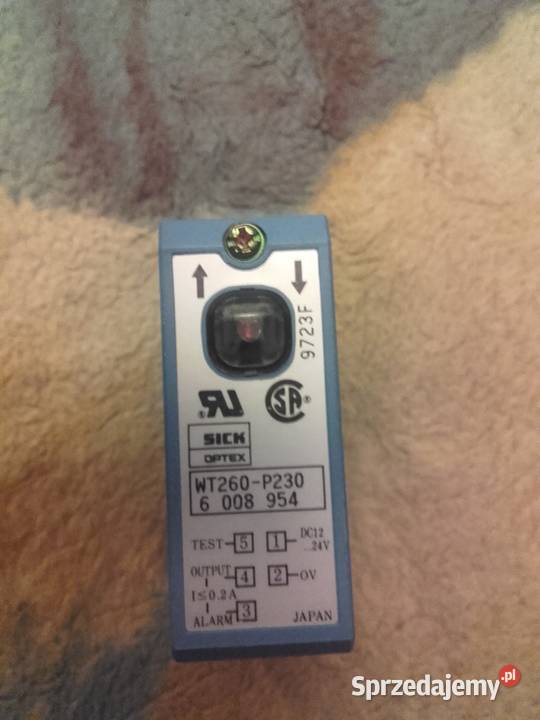 9723F
SICK
OPTEX
WT260-P230
6 008 954
TEST 5 1 DC12
...24V
OUTPUT 4 2 0V
I≤0.2A
ALARM 3
JAPAN
Sprzedajemy.pl